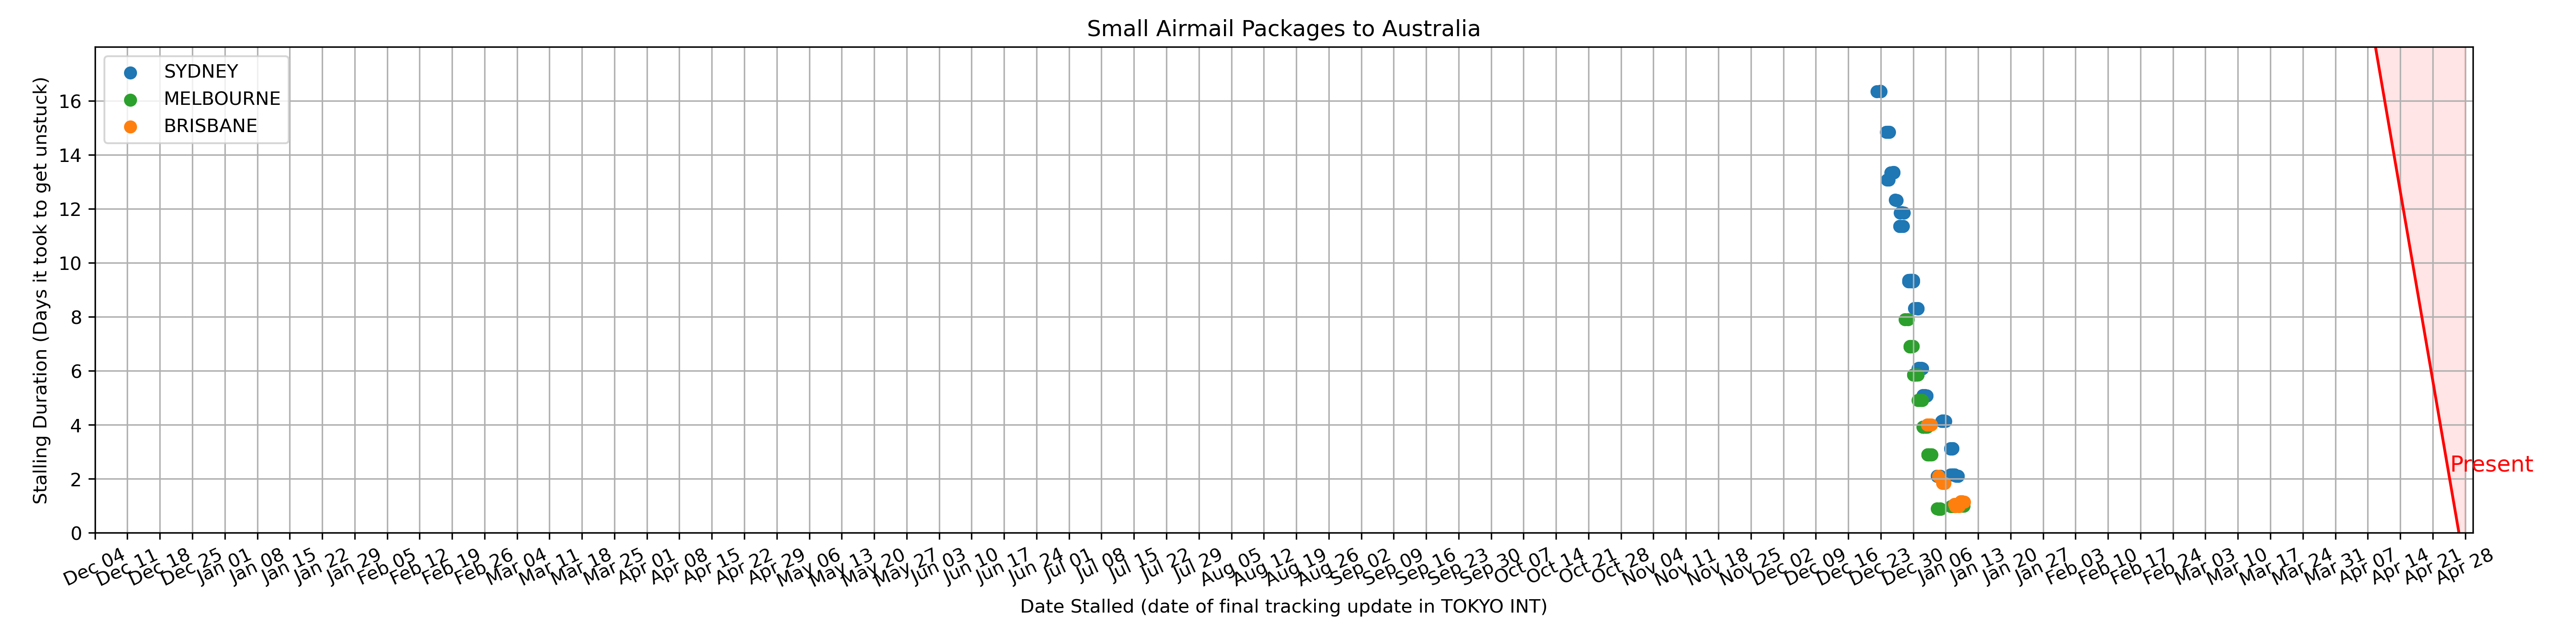 Small Airmail Packages to Australia
SYDNEY
MELBOURNE
BRISBANE
Stalling Duration (Days it took to get unstuck)
16
14
12
10
8
6
4
2
0
Present
Dec 04 Dec 11 Dec 18 Dec 25 Jan 01 Jan 08 Jan 15 Jan 22 Jan 29 Feb 05 Feb 12 Feb 19 Feb 26 Mar 04 Mar 11 Mar 18 Mar 25 Apr 01 Apr 08 Apr 15 Apr 22 Apr 29 May 06 May 13 May 20 May 27 Jun 03 Jun 10 Jun 17 Jun 24 Jul 01 Jul 08 Jul 15 Jul 22 Jul 29 Aug 05 Aug 12 Aug 19 Aug 26 Sep 02 Sep 09 Sep 16 Sep 23 Sep 30 Oct 07 Oct 14 Oct 21 Oct 28 Nov 04 Nov 11 Nov 18 Nov 25 Dec 02 Dec 09 Dec 16 Dec 23 Dec 30 Jan 06 Jan 13 Jan 20 Jan 27 Feb 03 Feb 10 Feb 17 Feb 24 Mar 03 Mar 10 Mar 17 Mar 24 Mar 31 Apr 07 Apr 14 Apr 21 Apr 28
Date Stalled (date of final tracking update in TOKYO INT)